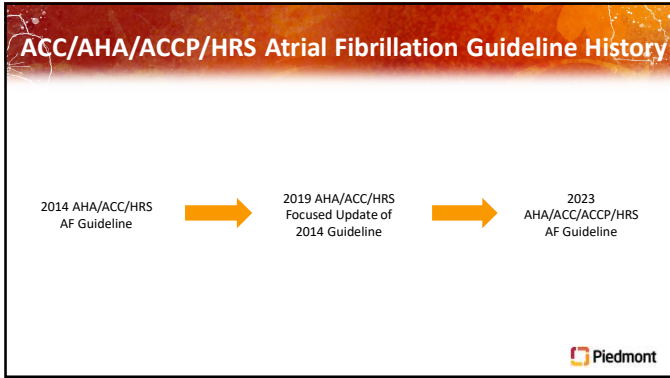 ACC/AHA/ACCP/HRS Atrial Fibrillation Guideline History
2014 AHA/ACC/HRS
AF Guideline
2019 AHA/ACC/HRS
Focused Update of
2014 Guideline
2023
AHA/ACC/ACCP/HRS
AF Guideline
Piedmont